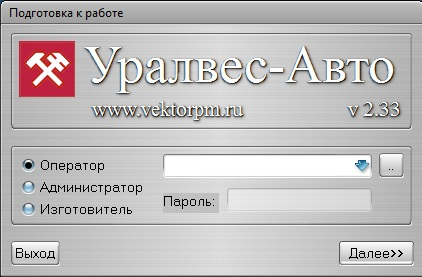 Подготовка к работе
Уралвес-Авто
www.vektorpm.ru v 2.33
Оператор
..
Администратор
Изготовитель
Пароль:
Выход
Далее>>